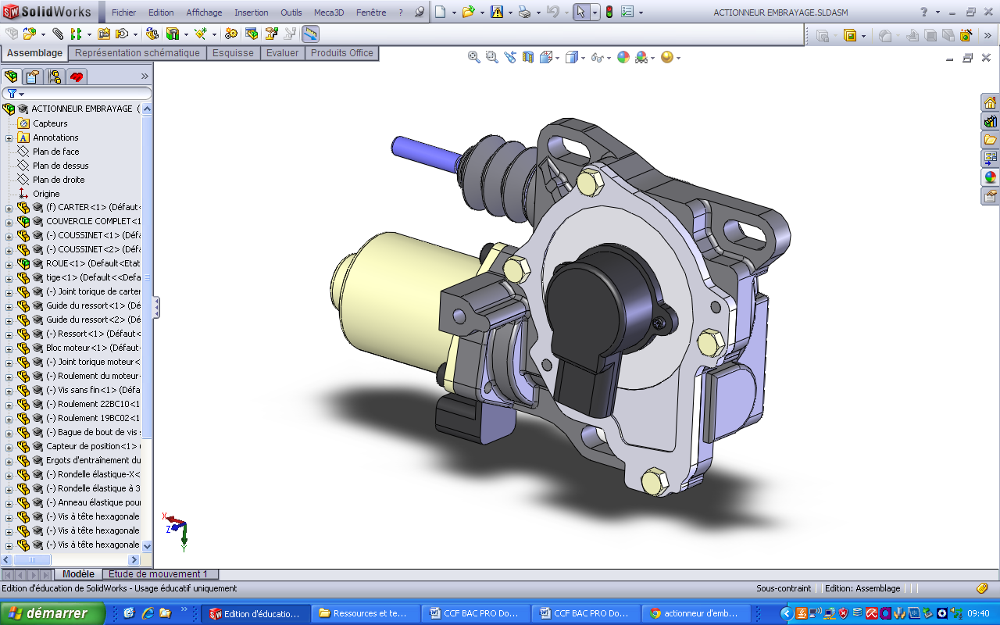 SolidWorks
Fichier Edition Affichage Insertion Outils Meca3D Fenêtre ?
ACTIONNEUR EMBRAYAGE.SLDASM
Assemblage Représentation schématique Esquisse Evaluer Produits Office
ACTIONNEUR EMBRAYAGE (
Capteurs
Annotations
Plan de face
Plan de dessus
Plan de droite
Origine
(f) CARTER<1> (Défaut<
COUVERCLE COMPLET<1
(-) COUSSINET<1> (Défa
(-) COUSSINET<2> (Défa
ROUE<1> (Default<Etat
tige<1> (Default<<Defa
(-) Joint torique de carter
Guide du ressort<1> (Dé
Guide du ressort<2> (Dé
(-) Ressort<1> (Défaut<
Bloc moteur<1> (Défaut<
(-) Joint torique moteur<
(-) Roulement du moteur
(-) Vis sans fin<1> (Défa
(-) Roulement 22BC10<1
(-) Roulement 19BC02<1
(-) Bague de bout de vis s
Capteur de position<1> (
Ergots d'entraînement du
(-) Rondelle élastique-X<
(-) Rondelle élastique à 3
(-) Anneau élastique pour
(-) Vis à tête hexagonale
(-) Vis à tête hexagonale
(-) Vis à tête hexagonale
X
Z
Y
Modèle Etude de mouvement 1
Edition d'éducation de SolidWorks - Usage éducatif uniquement
Sous-contraint Edition: Assemblage
démarrer
Edition d'éducatio...
Ressources et te...
CCF BAC PRO Do...
CCF BAC PRO Do...
actionneur d'emb...
09:40